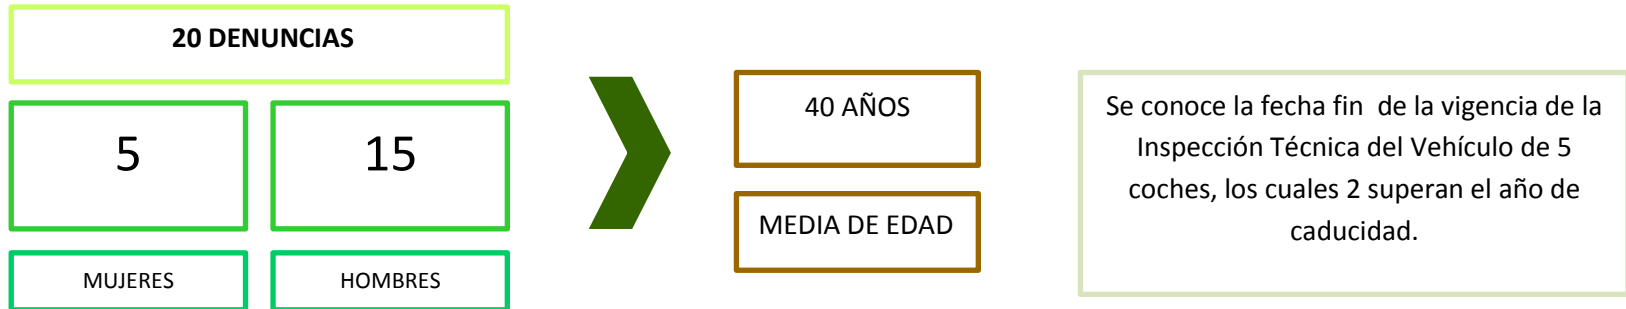 20 DENUNCIAS
5
15
MUJERES
HOMBRES
40 AÑOS
MEDIA DE EDAD
Se conoce la fecha fin de la vigencia de la
Inspección Técnica del Vehículo de 5
coches, los cuales 2 superan el año de
caducidad.